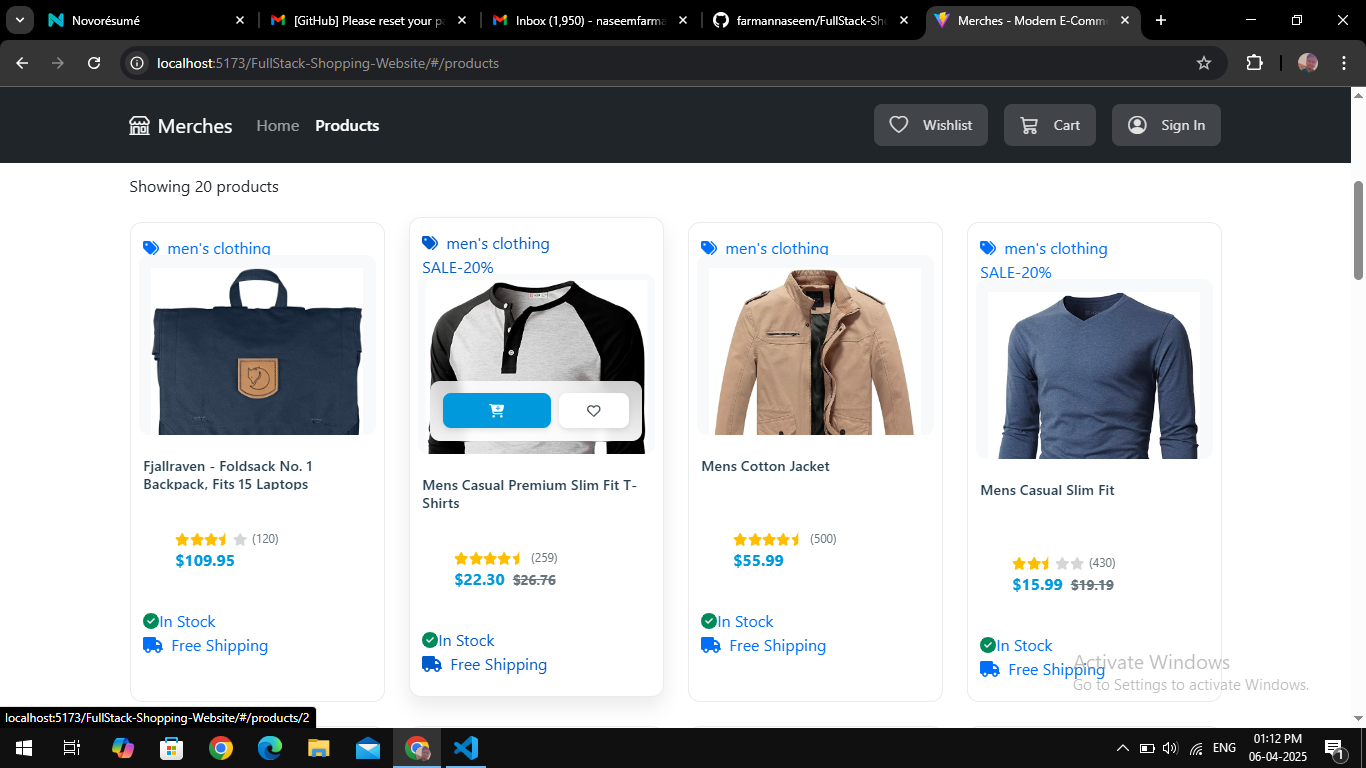 Novorésumé
[GitHub] Please reset your pa
Inbox (1,950) - naseemfarma
farmannaseem/FullStack-Sho
Merches - Modern E-Comme
localhost:5173/FullStack-Shopping-Website/#/products
Merches
Home
Products
Wishlist
Cart
Sign In
Showing 20 products
men's clothing
men's clothing
SALE-20%
men's clothing
men's clothing
SALE-20%
Fjallraven - Foldsack No. 1
Backpack, Fits 15 Laptops
(120)
$109.95
In Stock
Free Shipping
Mens Casual Premium Slim Fit T-
Shirts
(259)
$22.30 $26.76
In Stock
Free Shipping
Mens Cotton Jacket
(500)
$55.99
In Stock
Free Shipping
Mens Casual Slim Fit
(430)
$15.99 $19.19
In Stock
Free Shipping
Activate Windows
Go to Settings to activate Windows.
localhost:5173/FullStack-Shopping-Website/#/products/2
ENG
01:12 PM
06-04-2025
1